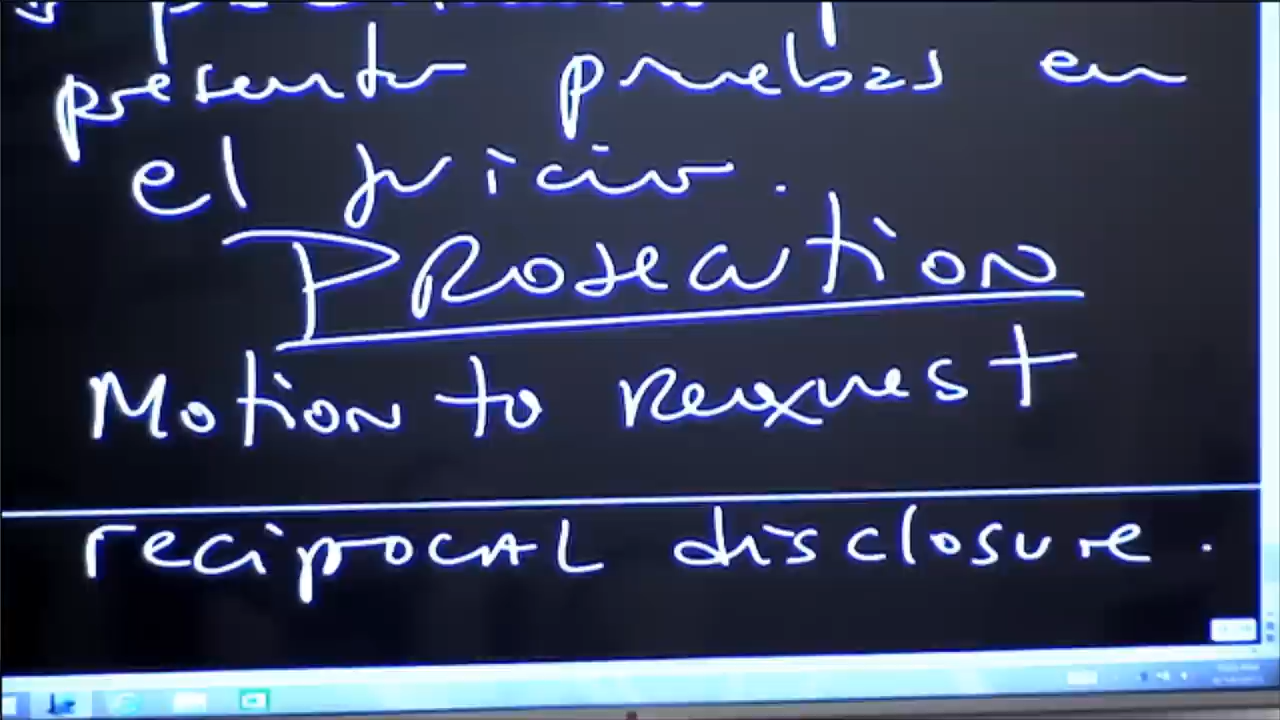 presentar pruebas en
el juicio.
PROSECUTION
Motion to Request
reciprocal disclosure.